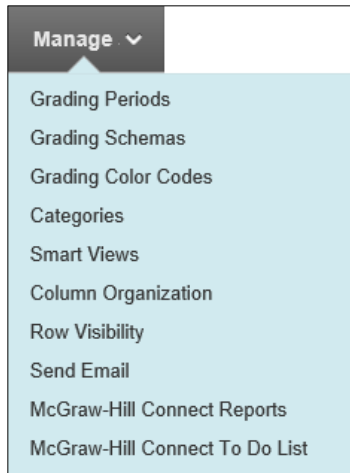 Manage
Grading Periods
Grading Schemas
Grading Color Codes
Categories
Smart Views
Column Organization
Row Visibility
Send Email
McGraw-Hill Connect Reports
McGraw-Hill Connect To Do List